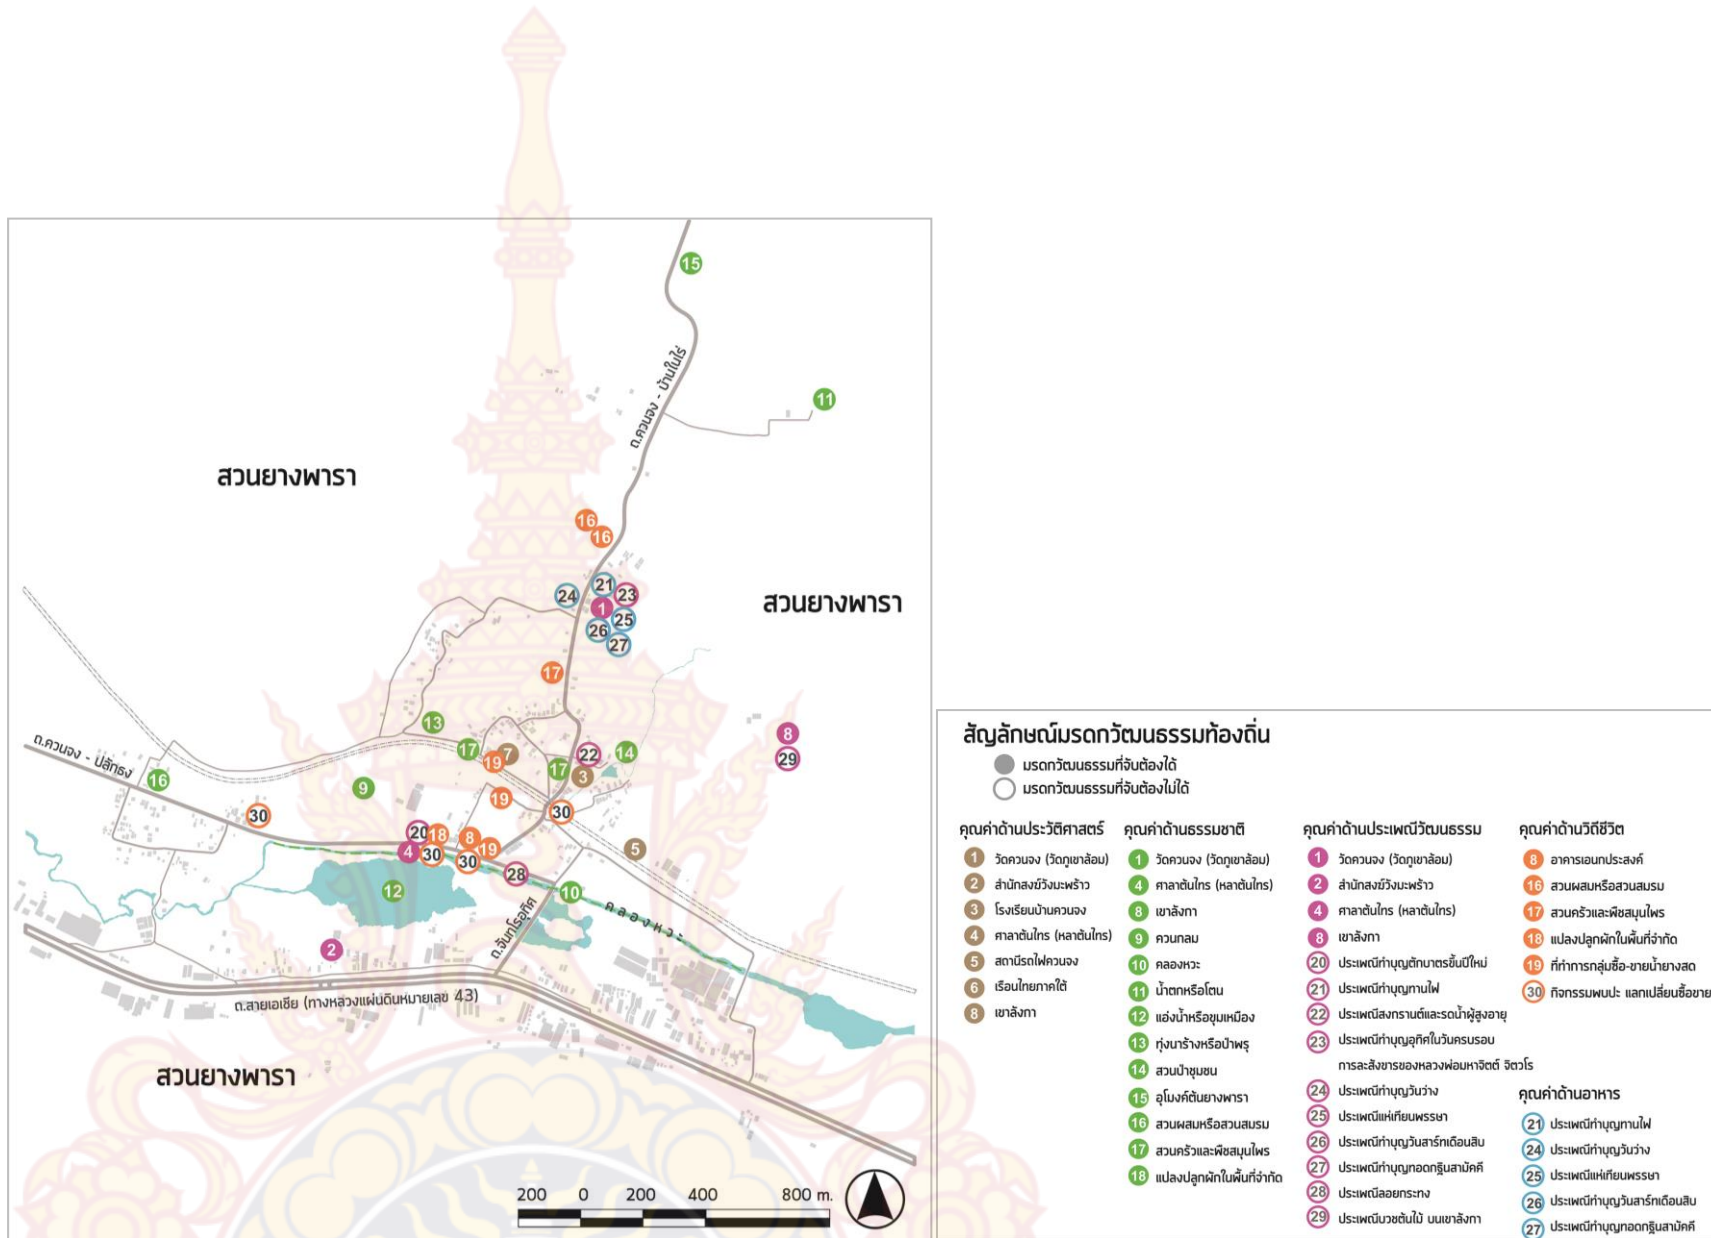 15
ถ.ควนจง - บ้านในไร่
11
สวนยางพารา
16
16
21
24
23
1
25
26
27
สวนยางพารา
17
13
ถ.ควนจง - ปลักธง
17
7
19
22
14
17
3
8
29
16
9
19
30
30
20
18
8
4
30
30
19
5
28
12
10
คลองหวะ
ถ.จันทโรอุทิศ
2
ถ.สายเอเซีย (ทางหลวงแผ่นดินหมายเลข 43)
สวนยางพารา
200 0 200 400 800 m.
สัญลักษณ์มรดกวัฒนธรรมท้องถิ่น
มรดกวัฒนธรรมที่จับต้องได้
มรดกวัฒนธรรมที่จับต้องไม่ได้
คุณค่าด้านประวัติศาสตร์
1 วัดควนจง (วัดภูเขาล้อม)
2 สำนักสงฆ์วังมะพร้าว
3 โรงเรียนบ้านควนจง
4 ศาลาต้นไทร (หลาต้นไทร)
5 สถานีรถไฟควนจง
6 เรือนไทยภาคใต้
8 เขาลังกา
คุณค่าด้านธรรมชาติ
1 วัดควนจง (วัดภูเขาล้อม)
4 ศาลาต้นไทร (หลาต้นไทร)
8 เขาลังกา
9 ควนกลม
10 คลองหวะ
11 น้ำตกหรือโตน
12 แอ่งน้ำหรือขุมเหมือง
13 ทุ่งนาร้างหรือป่าพรุ
14 สวนป่าชุมชน
15 อุโมงค์ต้นยางพารา
16 สวนผสมหรือสวนสมรม
17 สวนครัวและพืชสมุนไพร
18 แปลงปลูกผักในพื้นที่จำกัด
คุณค่าด้านประเพณีวัฒนธรรม
1 วัดควนจง (วัดภูเขาล้อม)
2 สำนักสงฆ์วังมะพร้าว
4 ศาลาต้นไทร (หลาต้นไทร)
8 เขาลังกา
20 ประเพณีทำบุญตักบาตรขึ้นปีใหม่
21 ประเพณีทำบุญทานไฟ
22 ประเพณีสงกรานต์และรดน้ำผู้สูงอายุ
23 ประเพณีทำบุญอุทิศในวันครบรอบ
การละสังขารของหลวงพ่อมหาจิตต์ จิตวโร
24 ประเพณีทำบุญวันว่าง
25 ประเพณีแห่เทียนพรรษา
26 ประเพณีทำบุญวันสาร์ทเดือนสิบ
27 ประเพณีทำบุญทอดกฐินสามัคคี
28 ประเพณีลอยกระทง
29 ประเพณีบวชต้นไม้ บนเขาลังกา
คุณค่าด้านวิถีชีวิต
8 อาคารเอนกประสงค์
16 สวนผสมหรือสวนสมรม
17 สวนครัวและพืชสมุนไพร
18 แปลงปลูกผักในพื้นที่จำกัด
19 ที่ทำการกลุ่มซื้อ-ขายน้ำยางสด
30 กิจกรรมพบปะ แลกเปลี่ยนซื้อขาย
คุณค่าด้านอาหาร
21 ประเพณีทำบุญทานไฟ
24 ประเพณีทำบุญวันว่าง
25 ประเพณีแห่เทียนพรรษา
26 ประเพณีทำบุญวันสาร์ทเดือนสิบ
27 ประเพณีทำบุญทอดกฐินสามัคคี